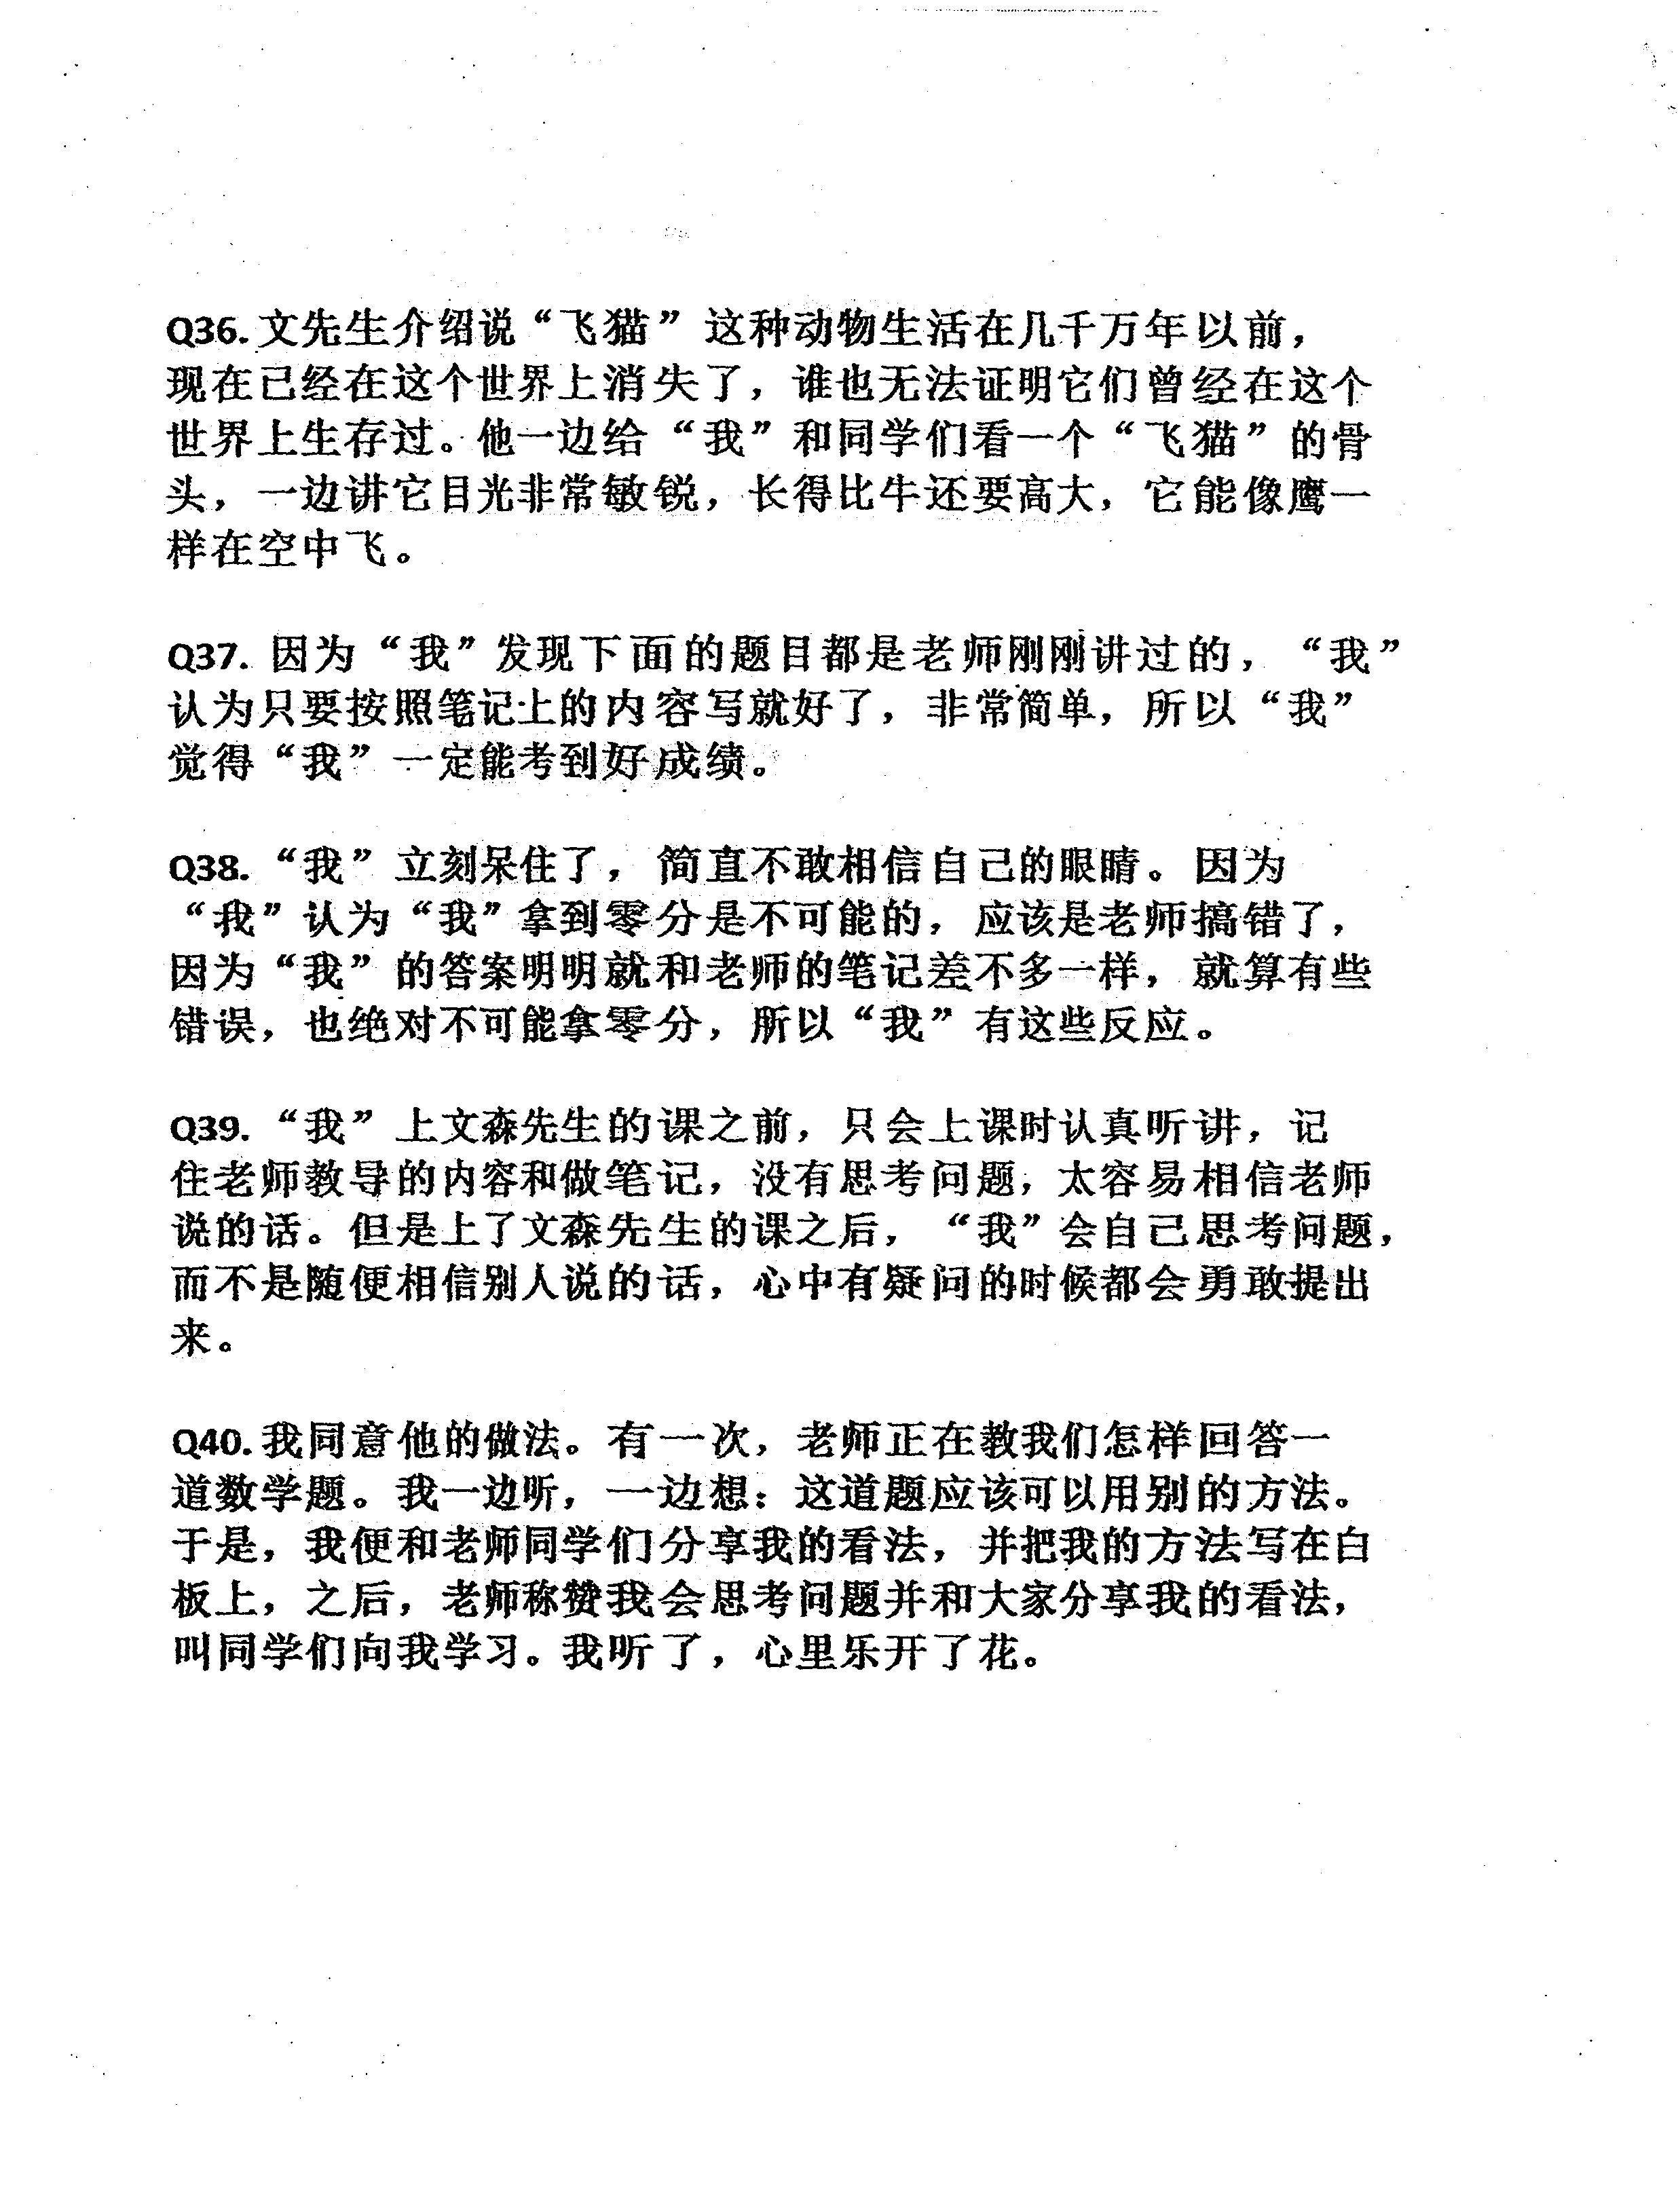 Q36.文先生介绍说“飞猫”这种动物生活在几千万年以前，
现在已经在这个世界上消失了，谁也无法证明它们曾经在这个
世界上生存过。他一边给“我”和同学们看一个“飞猫”的骨
头，一边讲它目光非常敏锐，长得比牛还要高大，它能像鹰一
样在空中飞。
Q37. 因为“我”发现下面的题目都是老师刚刚讲过的，“我”
认为只要按照笔记上的内容写就好了，非常简单，所以“我”
觉得“我”一定能考到好成绩。
Q38. “我”立刻呆住了，简直不敢相信自己的眼睛。因为
“我”认为“我”拿到零分是不可能的，应该是老师搞错了，
因为“我”的答案明明就和老师的笔记差不多一样，就算有些
错误，也绝对不可能拿零分，所以“我”有这些反应。
Q39. “我”上文森先生的课之前，只会上课时认真听讲，记
住老师教导的内容和做笔记，没有思考问题，太容易相信老师
说的话。但是上了文森先生的课之后，“我”会自己思考问题，
而不是随便相信别人说的话，心中有疑问的时候都会勇敢提出
来。
Q40.我同意他的做法。有一次，老师正在教我们怎样回答一
道数学题。我一边听，一边想：这道题应该可以用别的方法。
于是，我便和老师同学们分享我的看法，并把我的方法写在白
板上，之后，老师称赞我会思考问题并和大家分享我的看法，
叫同学们向我学习。我听了，心里乐开了花。